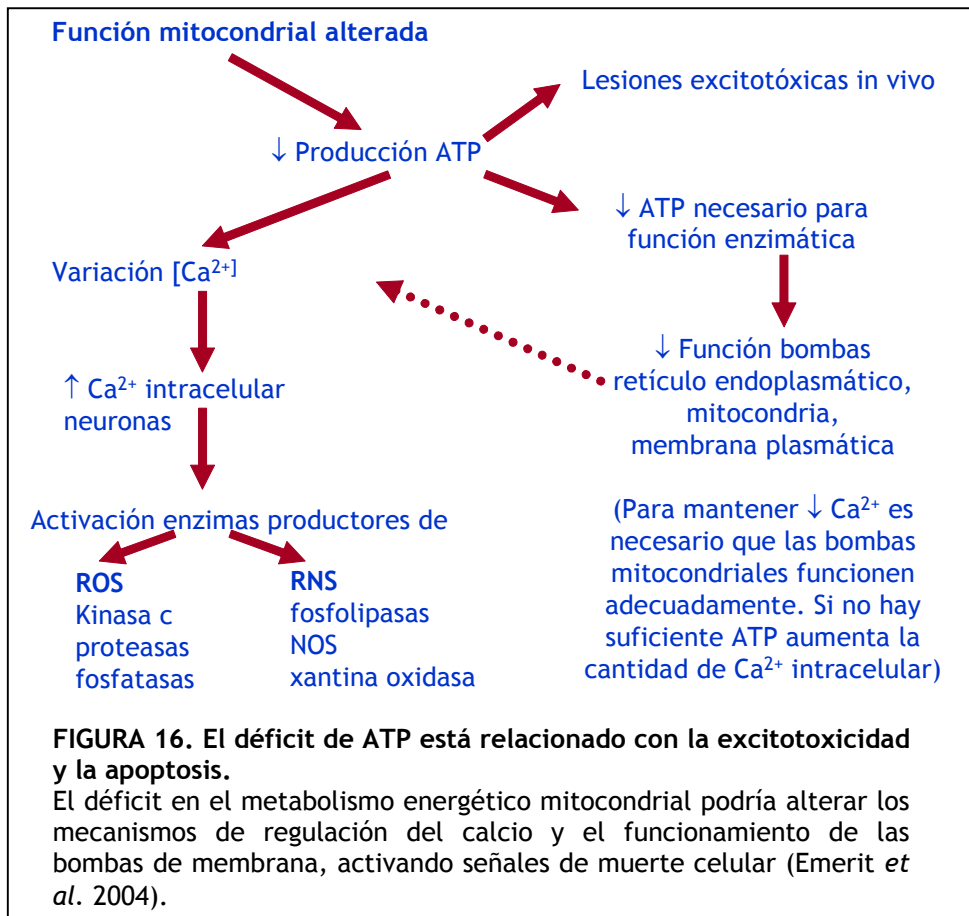 Función mitocondrial alterada
Lesiones excitotóxicas in vivo
↓ Producción ATP
↓ ATP necesario para
función enzimática
Variación [Ca²⁺]
↓ Función bombas
retículo endoplasmático,
mitocondria,
membrana plasmática
↑ Ca²⁺ intracelular
neuronas
Activación enzimas productores de
ROS
Kinasa c
proteasas
fosfatasas
RNS
fosfolipasas
NOS
xantina oxidasa
(Para mantener ↓ Ca²⁺ es
necesario que las bombas
mitocondriales funcionen
adecuadamente. Si no hay
suficiente ATP aumenta la
cantidad de Ca²⁺ intracelular)
FIGURA 16. El déficit de ATP está relacionado con la excitotoxicidad
y la apoptosis.
El déficit en el metabolismo energético mitocondrial podría alterar los
mecanismos de regulación del calcio y el funcionamiento de las
bombas de membrana, activando señales de muerte celular (Emerit et
al. 2004).